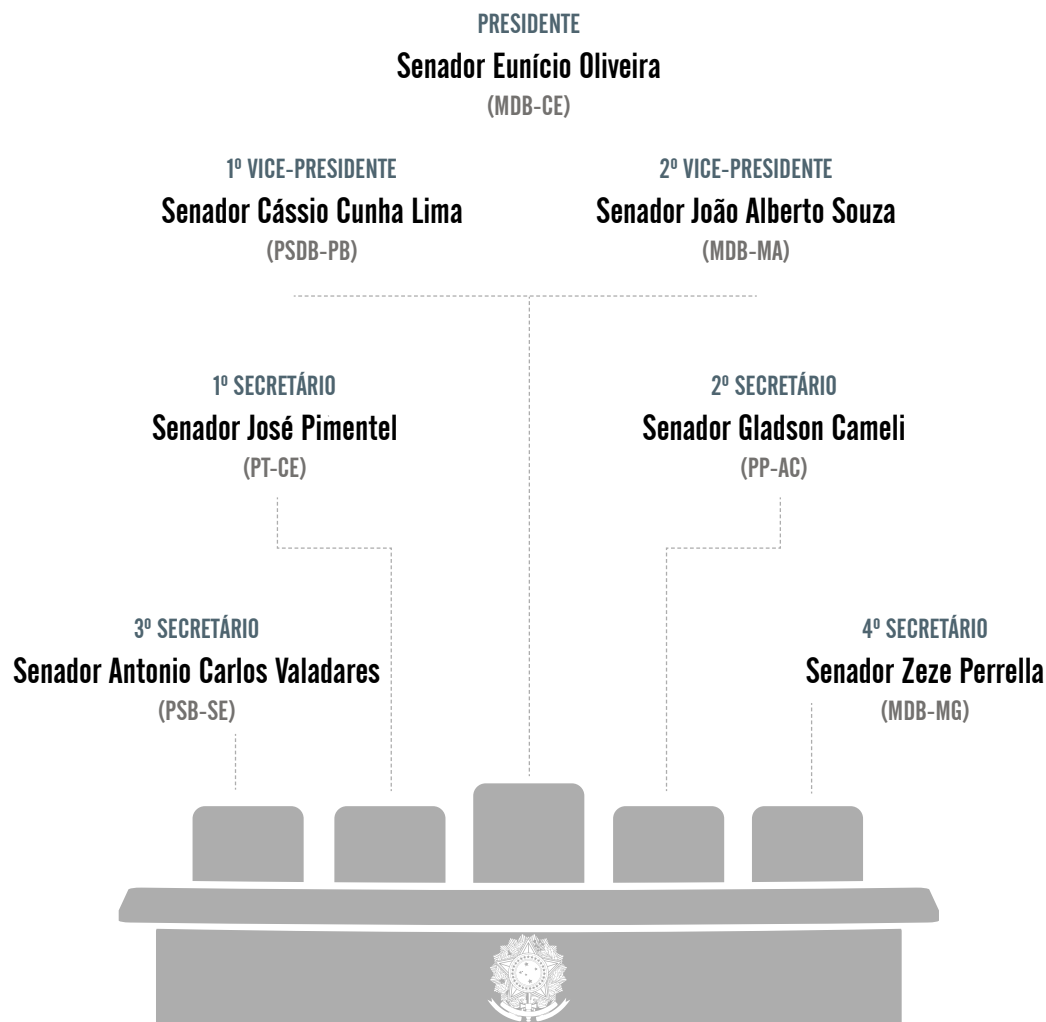 PRESIDENTE
Senador Eunício Oliveira
(MDB-CE)
1º VICE-PRESIDENTE
Senador Cássio Cunha Lima
(PSDB-PB)
2º VICE-PRESIDENTE
Senador João Alberto Souza
(MDB-MA)
1º SECRETÁRIO
Senador José Pimentel
(PT-CE)
2º SECRETÁRIO
Senador Gladson Cameli
(PP-AC)
3º SECRETÁRIO
Senador Antonio Carlos Valadares
(PSB-SE)
4º SECRETÁRIO
Senador Zeze Perrella
(MDB-MG)